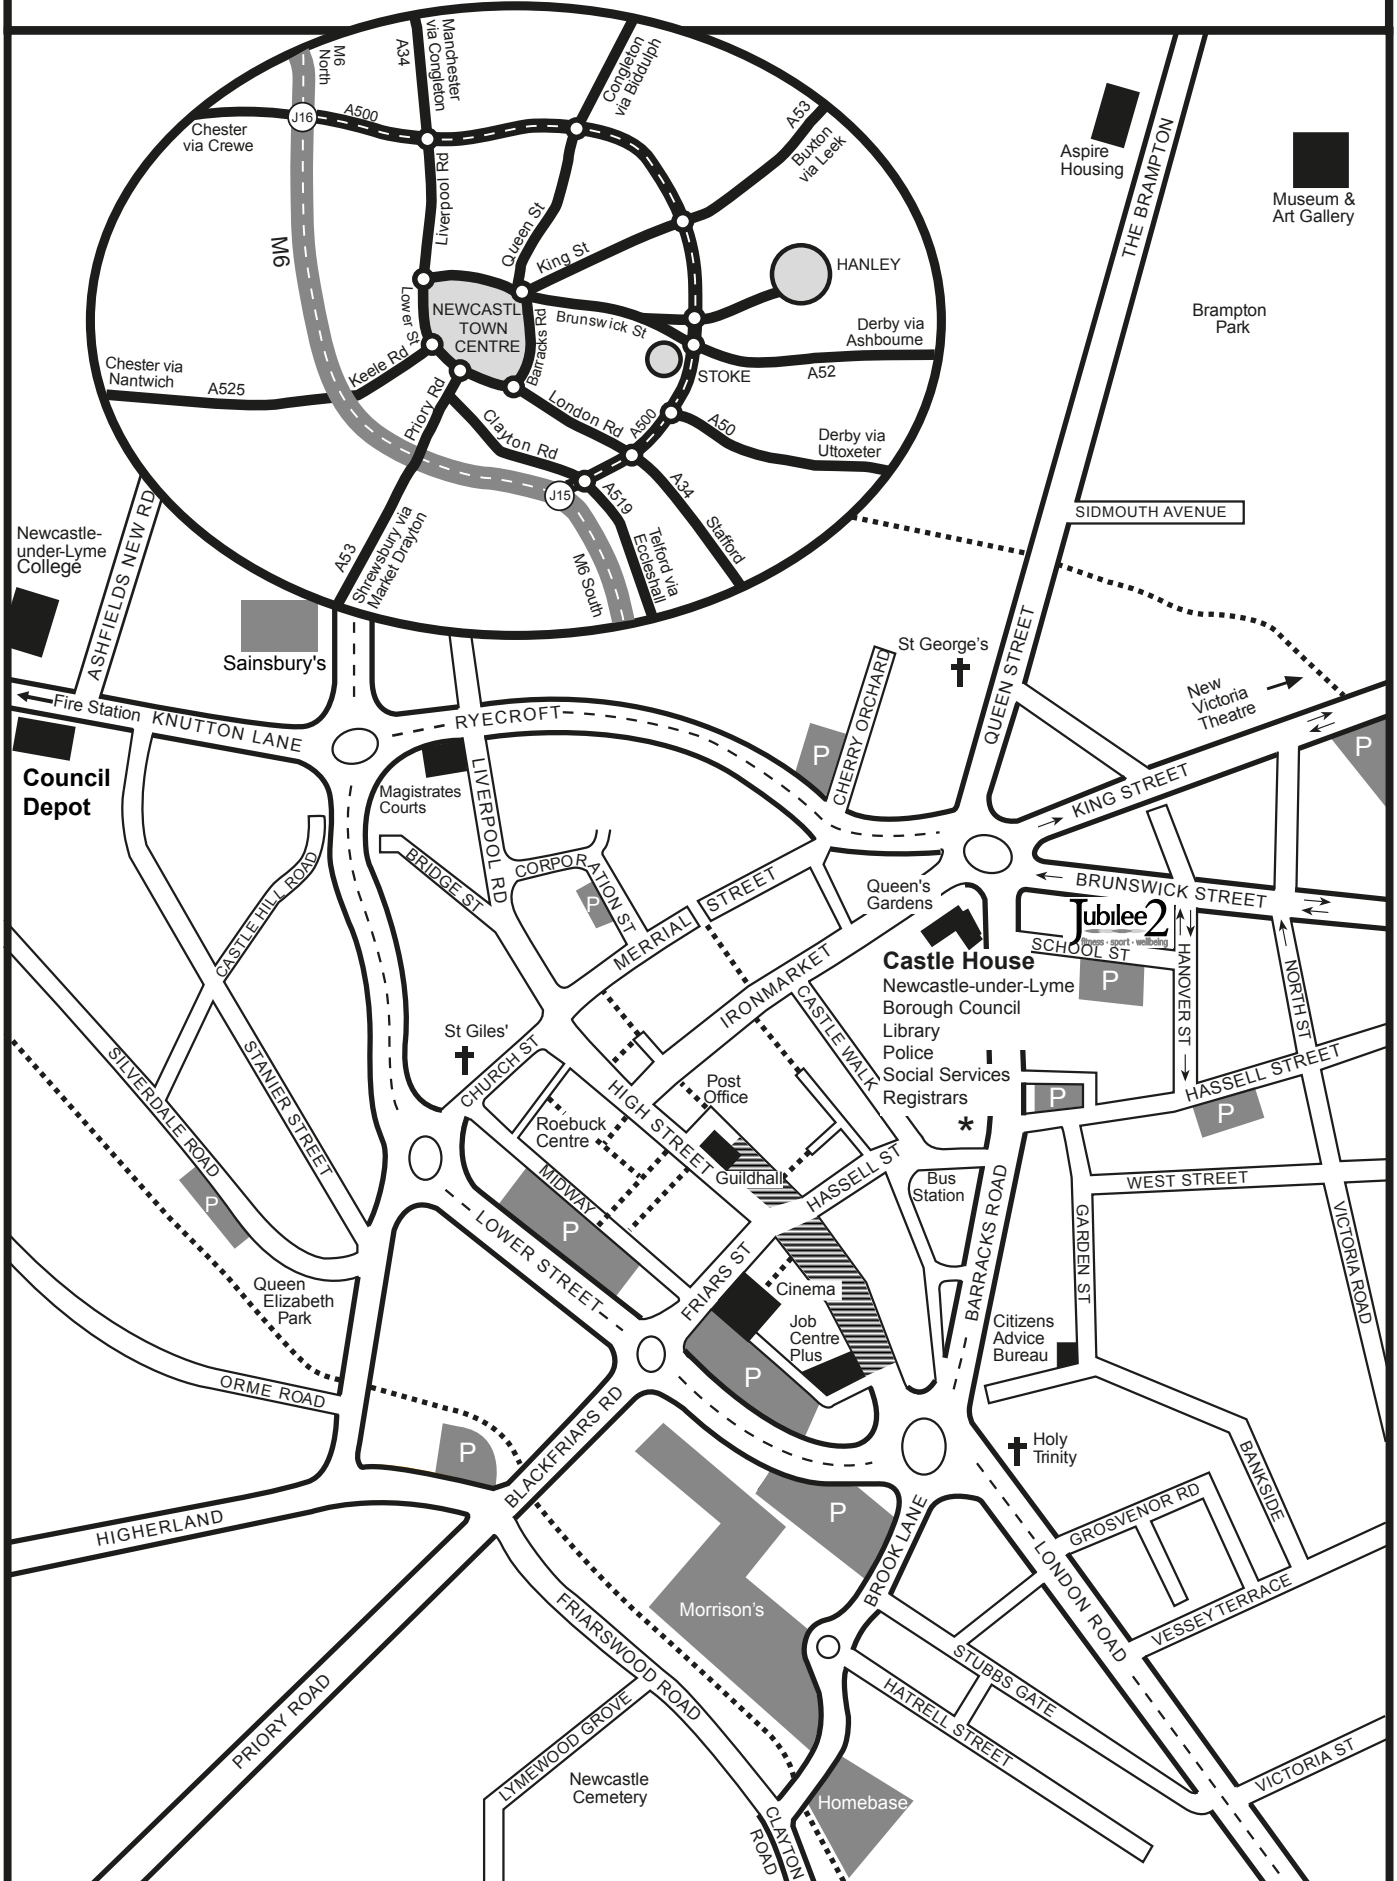 M6
North
A34
Manchester
via Congleton
Congleton
via Biddulph
A53
Buxton
via Leek
J16
A500
Chester
via Crewe
Liverpool Rd
Queen St
King St
M6
HANLEY
Lower St
NEWCASTL
TOWN
CENTRE
Barracks Rd
Brunswick St
Derby via
Ashbourne
A52
STOKE
Chester via
Nantwich
A525
Keele Rd
Priory Rd
Clayton Rd
London Rd
A500
A50
Derby via
Uttoxeter
J15
A519
A34
Stafford
A53
Shrewsbury via
Market Drayton
M6 South
Telford via
Eccleshall
Aspire
Housing
THE BRAMPTON
Museum &
Art Gallery
Brampton
Park
SIDMOUTH AVENUE
Newcastle-
under-Lyme
College
ASHFIELDS NEW RD
Sainsbury's
Fire Station
KNUTTON LANE
Council
Depot
RYECROFT
Magistrates
Courts
LIVERPOOL RD
St George's
CHERRY ORCHARD
P
QUEEN STREET
New
Victoria
Theatre
P
KING STREET
BRIDGE ST
CORPORATION ST
P
CASTLE HILL ROAD
MERRIAL STREET
Queen's
Gardens
BRUNSWICK STREET
Jubilee2
fitness · sport · wellbeing
SCHOOL ST
P
HANOVER ST
NORTH ST
IRONMARKET
CASTLE WALK
Castle House
Newcastle-under-Lyme
Borough Council
Library
Police
Social Services
Registrars
*
P
HASSELL STREET
P
St Giles'
CHURCH ST
SILVERDALE ROAD
STANIER STREET
P
HIGH STREET
Post
Office
Roebuck
Centre
Guildhall
MIDWAY
P
HASSELL ST
Bus
Station
WEST STREET
LOWER STREET
GARDEN ST
VICTORIA ROAD
BARRACKS ROAD
FRIARS ST
Cinema
Job
Centre
Plus
P
Citizens
Advice
Bureau
Queen
Elizabeth
Park
ORME ROAD
P
BLACKFRIARS RD
Holy
Trinity
BANKSIDE
HIGHERLAND
P
BROOK LANE
GROSVENOR RD
LONDON ROAD
VESSEY TERRACE
Morrison's
FRIARSWOOD ROAD
STUBBS GATE
HATRELL STREET
PRIORY ROAD
LYMEWOOD GROVE
Newcastle
Cemetery
CLAYTON
ROAD
Homebase
VICTORIA ST